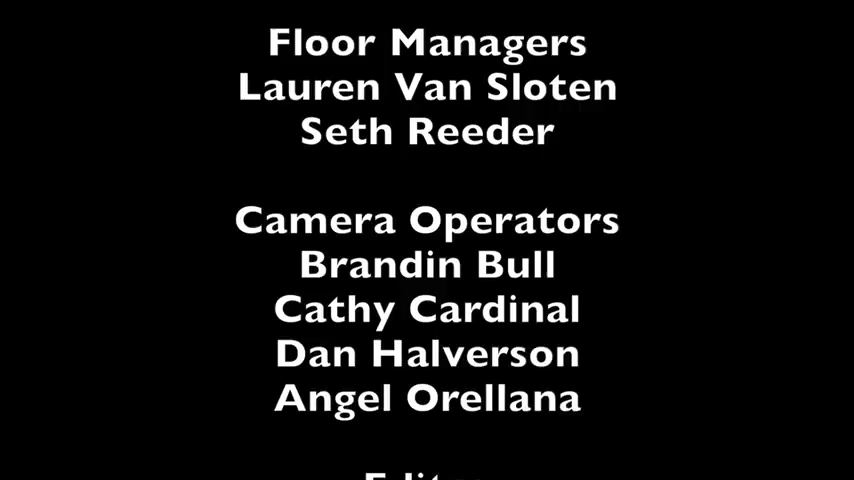 Floor Managers
Lauren Van Sloten
Seth Reeder
Camera Operators
Brandin Bull
Cathy Cardinal
Dan Halverson
Angel Orellana